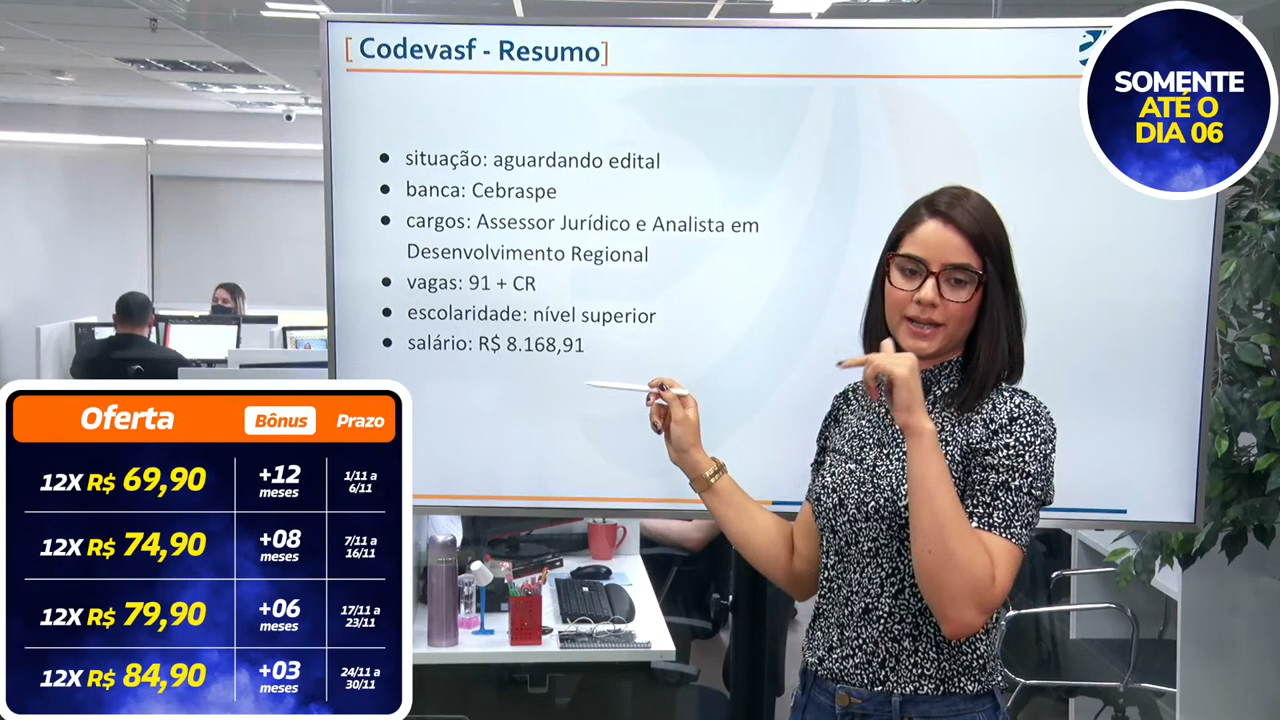 [ Codevasf - Resumo]
SOMENTE
ATÉ O
DIA 06
● situação: aguardando edital
● banca: Cebraspe
● cargos: Assessor Jurídico e Analista em
Desenvolvimento Regional
● vagas: 91 + CR
● escolaridade: nível superior
● salário: R$ 8.168,91
Oferta Bônus Prazo
12X R$ 69,90 +12 meses 1/11 a 6/11
12X R$ 74,90 +08 meses 7/11 a 16/11
12X R$ 79,90 +06 meses 17/11 a 23/11
12X R$ 84,90 +03 meses 24/11 a 30/11